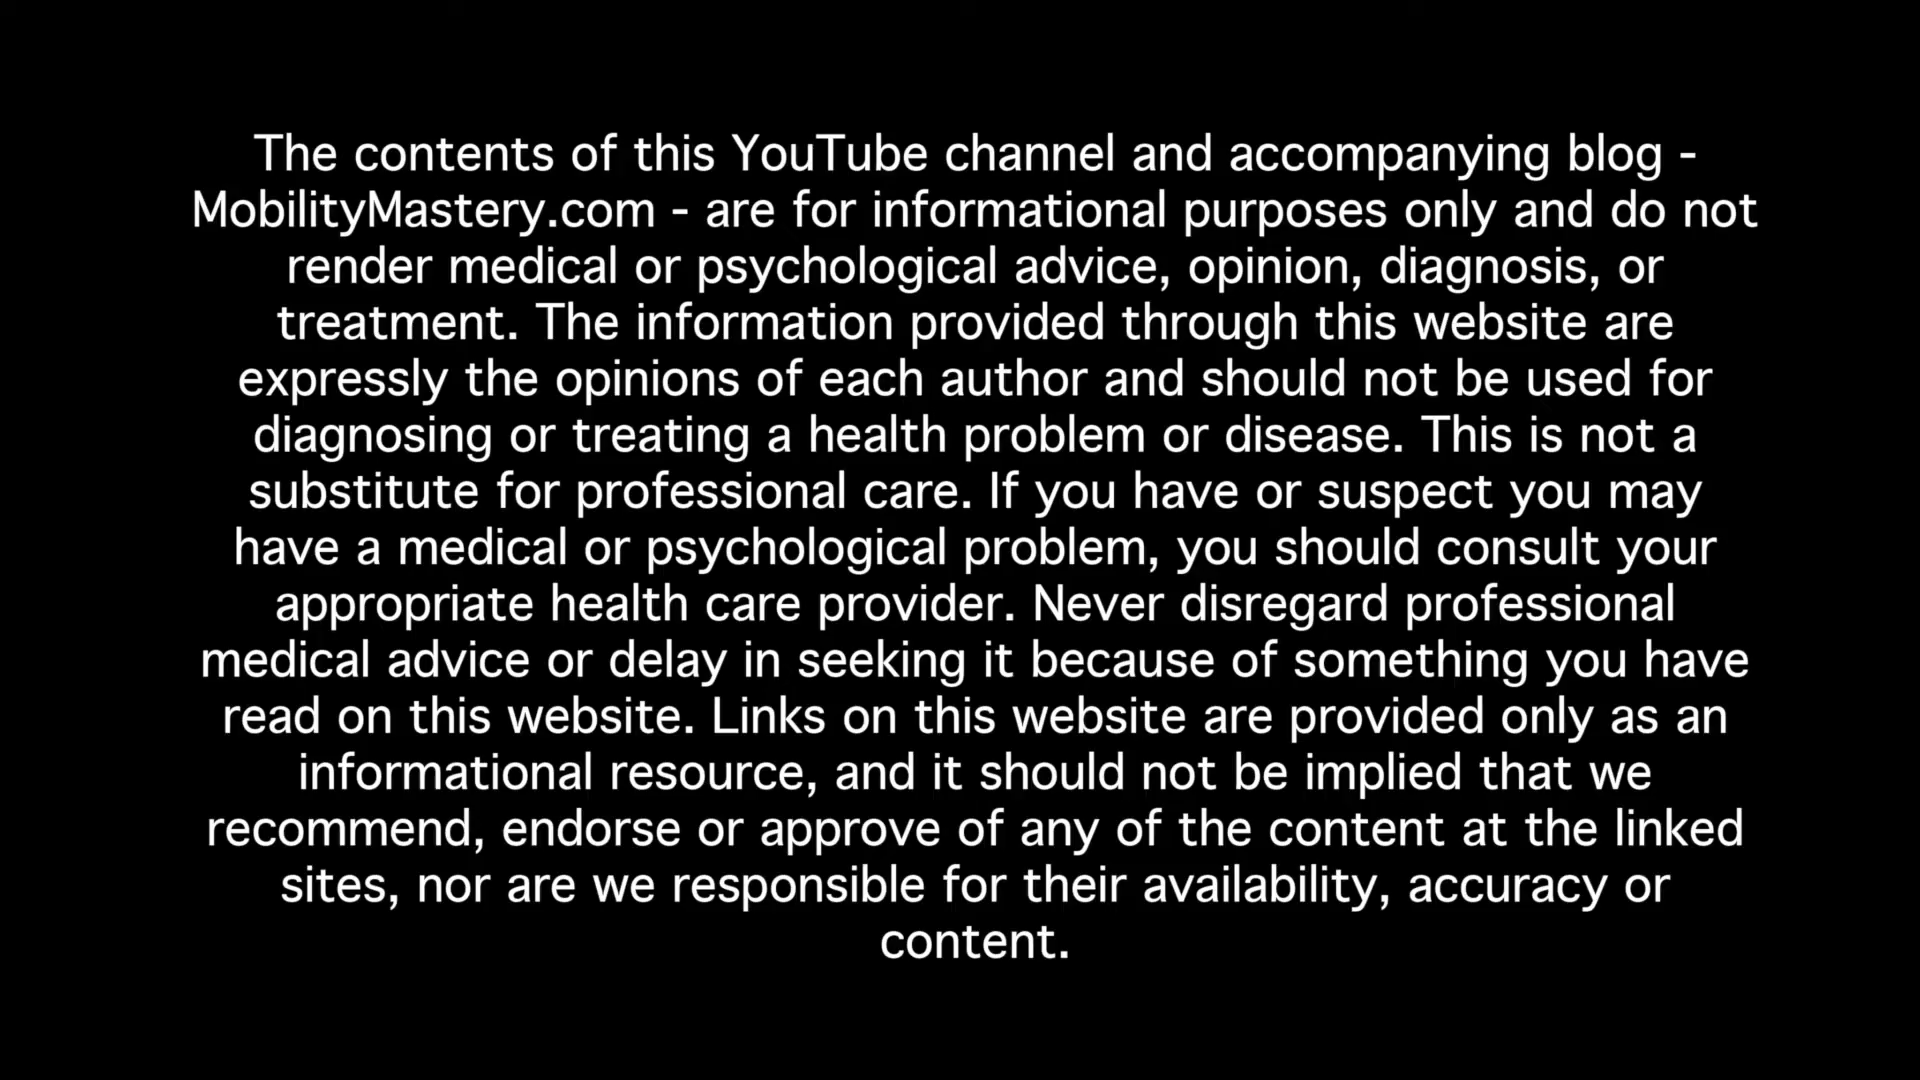 The contents of this YouTube channel and accompanying blog -
MobilityMastery.com - are for informational purposes only and do not
render medical or psychological advice, opinion, diagnosis, or
treatment. The information provided through this website are
expressly the opinions of each author and should not be used for
diagnosing or treating a health problem or disease. This is not a
substitute for professional care. If you have or suspect you may
have a medical or psychological problem, you should consult your
appropriate health care provider. Never disregard professional
medical advice or delay in seeking it because of something you have
read on this website. Links on this website are provided only as an
informational resource, and it should not be implied that we
recommend, endorse or approve of any of the content at the linked
sites, nor are we responsible for their availability, accuracy or
content.